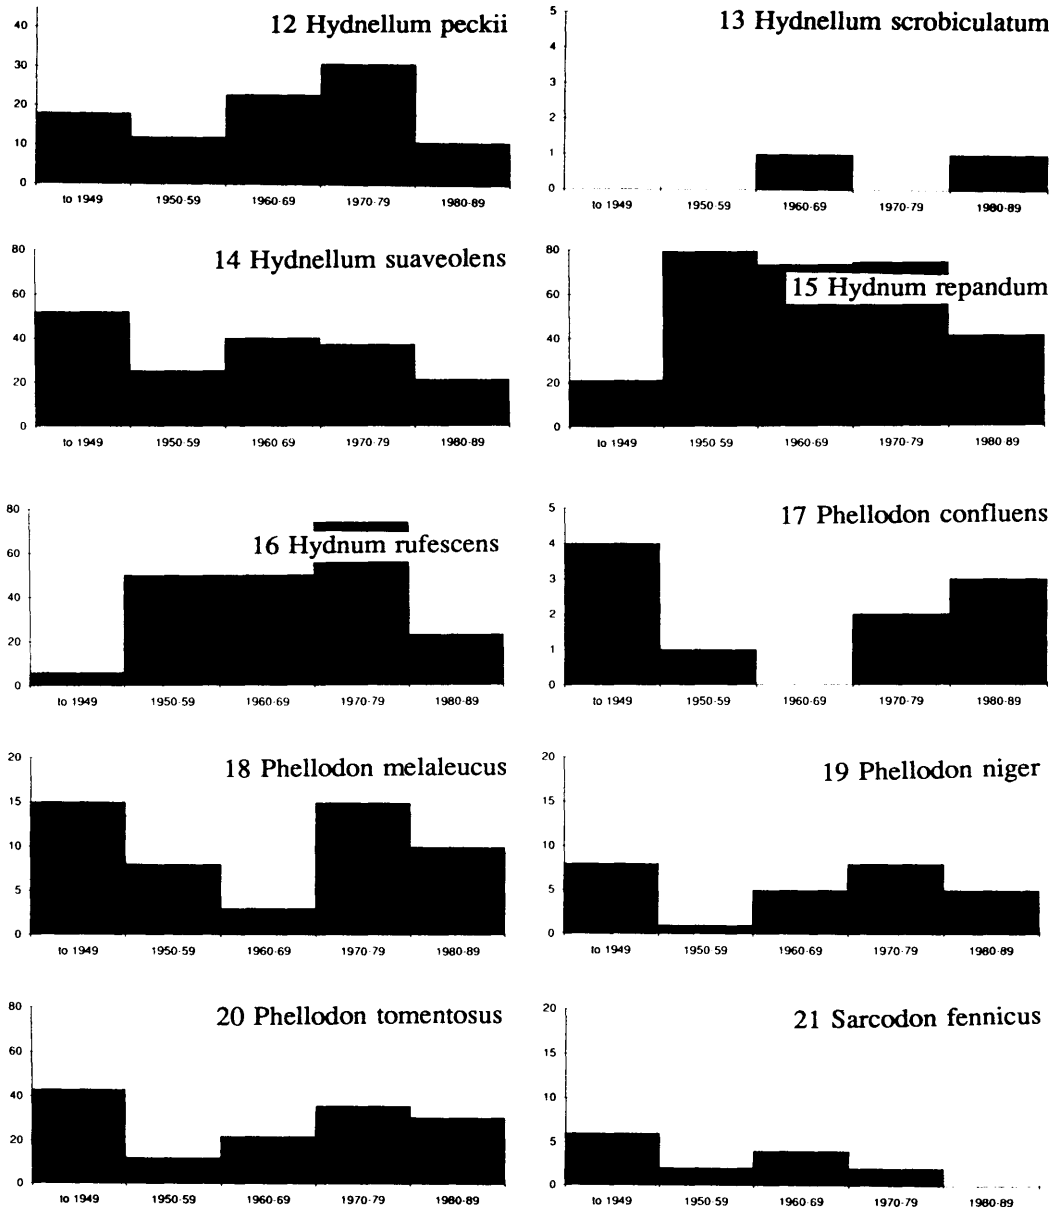 12 Hydnellum peckii
40
30
20
10
0
to 1949 1950-59 1960-69 1970-79 1980-89
13 Hydnellum scrobiculatum
5
4
3
2
1
0
to 1949 1950-59 1960-69 1970-79 1980-89
14 Hydnellum suaveolens
80
60
40
20
0
to 1949 1950-59 1960-69 1970-79 1980-89
15 Hydnum repandum
80
60
40
20
0
to 1949 1950-59 1960-69 1970-79 1980-89
16 Hydnum rufescens
80
60
40
20
0
to 1949 1950-59 1960-69 1970-79 1980-89
17 Phellodon confluens
5
4
3
2
1
0
to 1949 1950-59 1960-69 1970-79 1980-89
18 Phellodon melaleucus
20
15
10
5
0
to 1949 1950-59 1960-69 1970-79 1980-89
19 Phellodon niger
20
15
10
5
0
to 1949 1950-59 1960-69 1970-79 1980-89
20 Phellodon tomentosus
80
60
40
20
0
to 1949 1950-59 1960-69 1970-79 1980-89
21 Sarcodon fennicus
20
15
10
5
0
to 1949 1950-59 1960-69 1970-79 1980-89